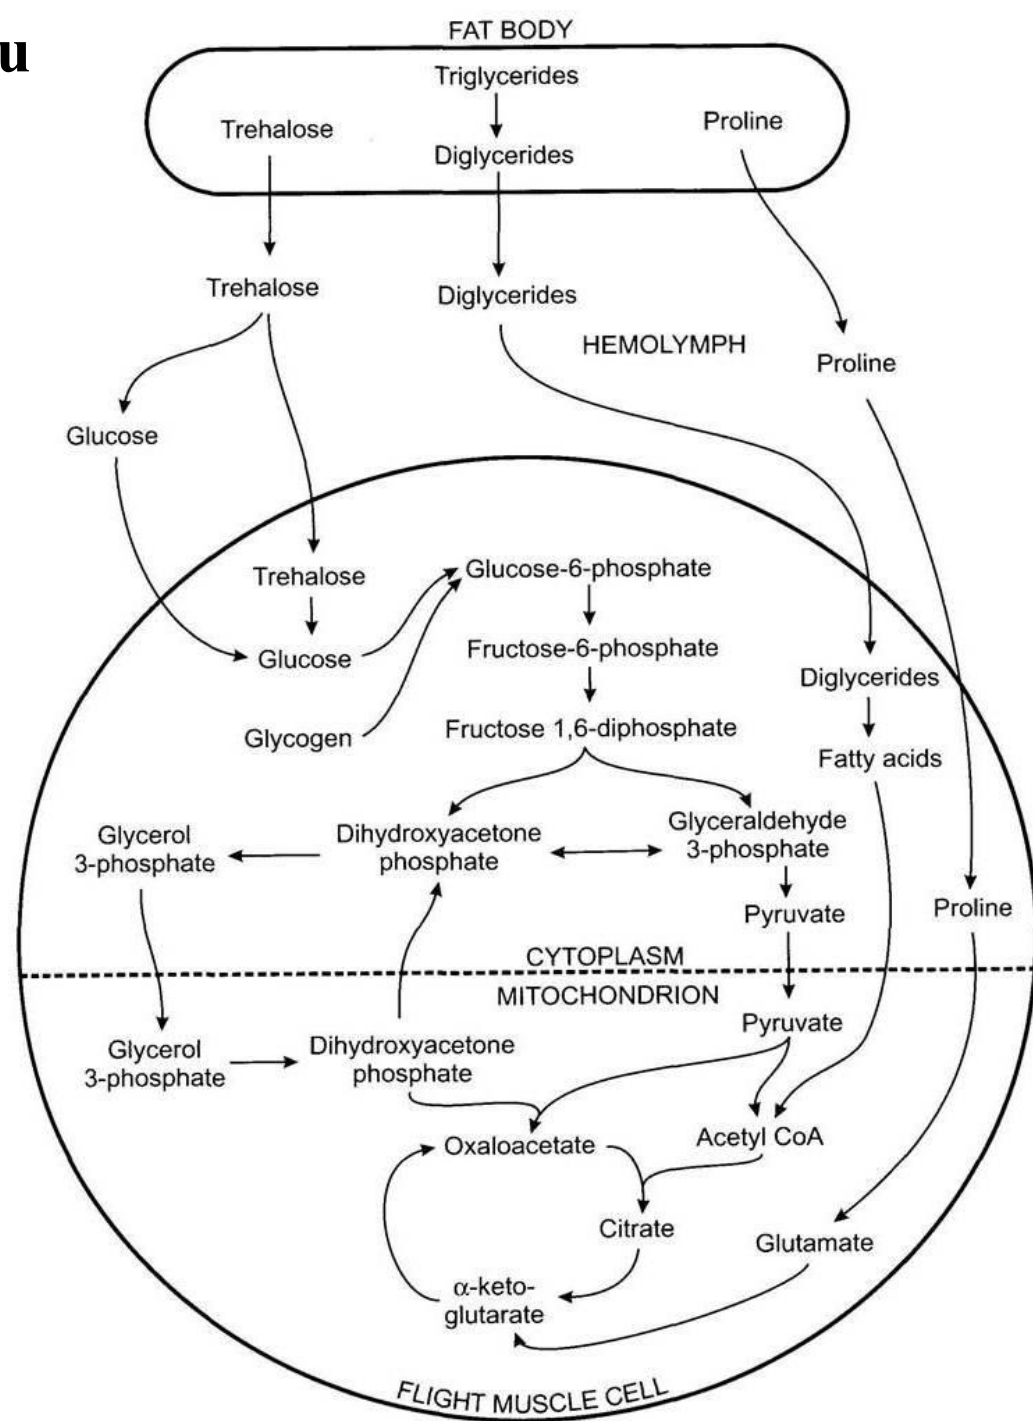 u
FAT BODY
Triglycerides
Trehalose
Proline
Diglycerides
Trehalose
Diglycerides
HEMOLYMPH
Proline
Glucose
Trehalose
Glucose-6-phosphate
Glucose
Fructose-6-phosphate
Diglycerides
Glycogen
Fructose 1,6-diphosphate
Fatty acids
Glycerol
3-phosphate
Dihydroxyacetone
phosphate
Glyceraldehyde
3-phosphate
Pyruvate
Proline
CYTOPLASM
MITOCHONDRION
Pyruvate
Glycerol
3-phosphate
Dihydroxyacetone
phosphate
Oxaloacetate
Acetyl CoA
Citrate
Glutamate
α-keto-
glutarate
FLIGHT MUSCLE CELL